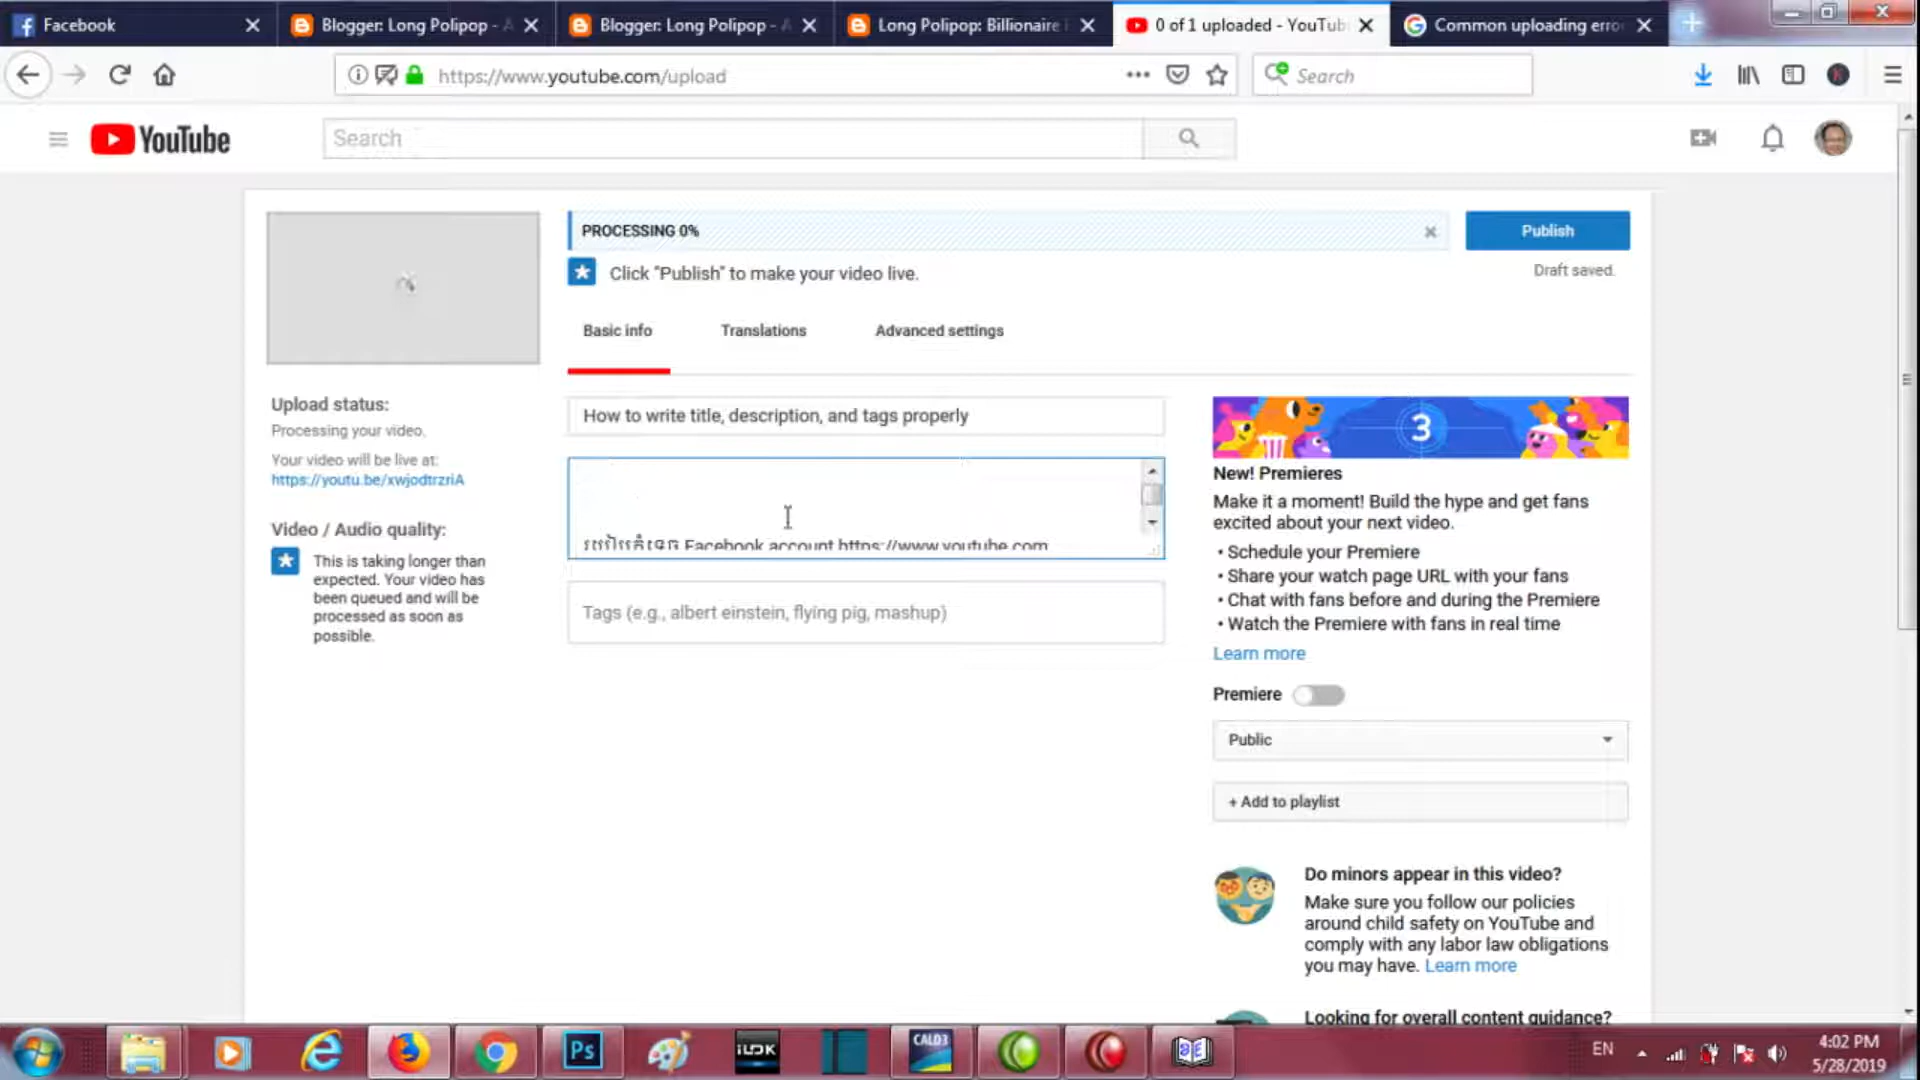 Facebook
Blogger: Long Polipop - A
Blogger: Long Polipop - A
Long Polipop: Billionaire
0 of 1 uploaded - YouTub
Common uploading erro
https://www.youtube.com/upload
Search
YouTube
Search
PROCESSING 0%
Publish
Click "Publish" to make your video live.
Draft saved.
Basic info
Translations
Advanced settings
Upload status:
Processing your video.
Your video will be live at:
https://youtu.be/xwjodtrzriA
Video / Audio quality:
This is taking longer than
expected. Your video has
been queued and will be
processed as soon as
possible.
How to write title, description, and tags properly
Facebook account https://www.youtube.com
Tags (e.g., albert einstein, flying pig, mashup)
3
New! Premieres
Make it a moment! Build the hype and get fans
excited about your next video.
• Schedule your Premiere
• Share your watch page URL with your fans
• Chat with fans before and during the Premiere
• Watch the Premiere with fans in real time
Learn more
Premiere
Public
+ Add to playlist
Do minors appear in this video?
Make sure you follow our policies
around child safety on YouTube and
comply with any labor law obligations
you may have. Learn more
Looking for overall content guidance?
Ps
iUDK
CALD3
EN
4:02 PM
5/28/2019